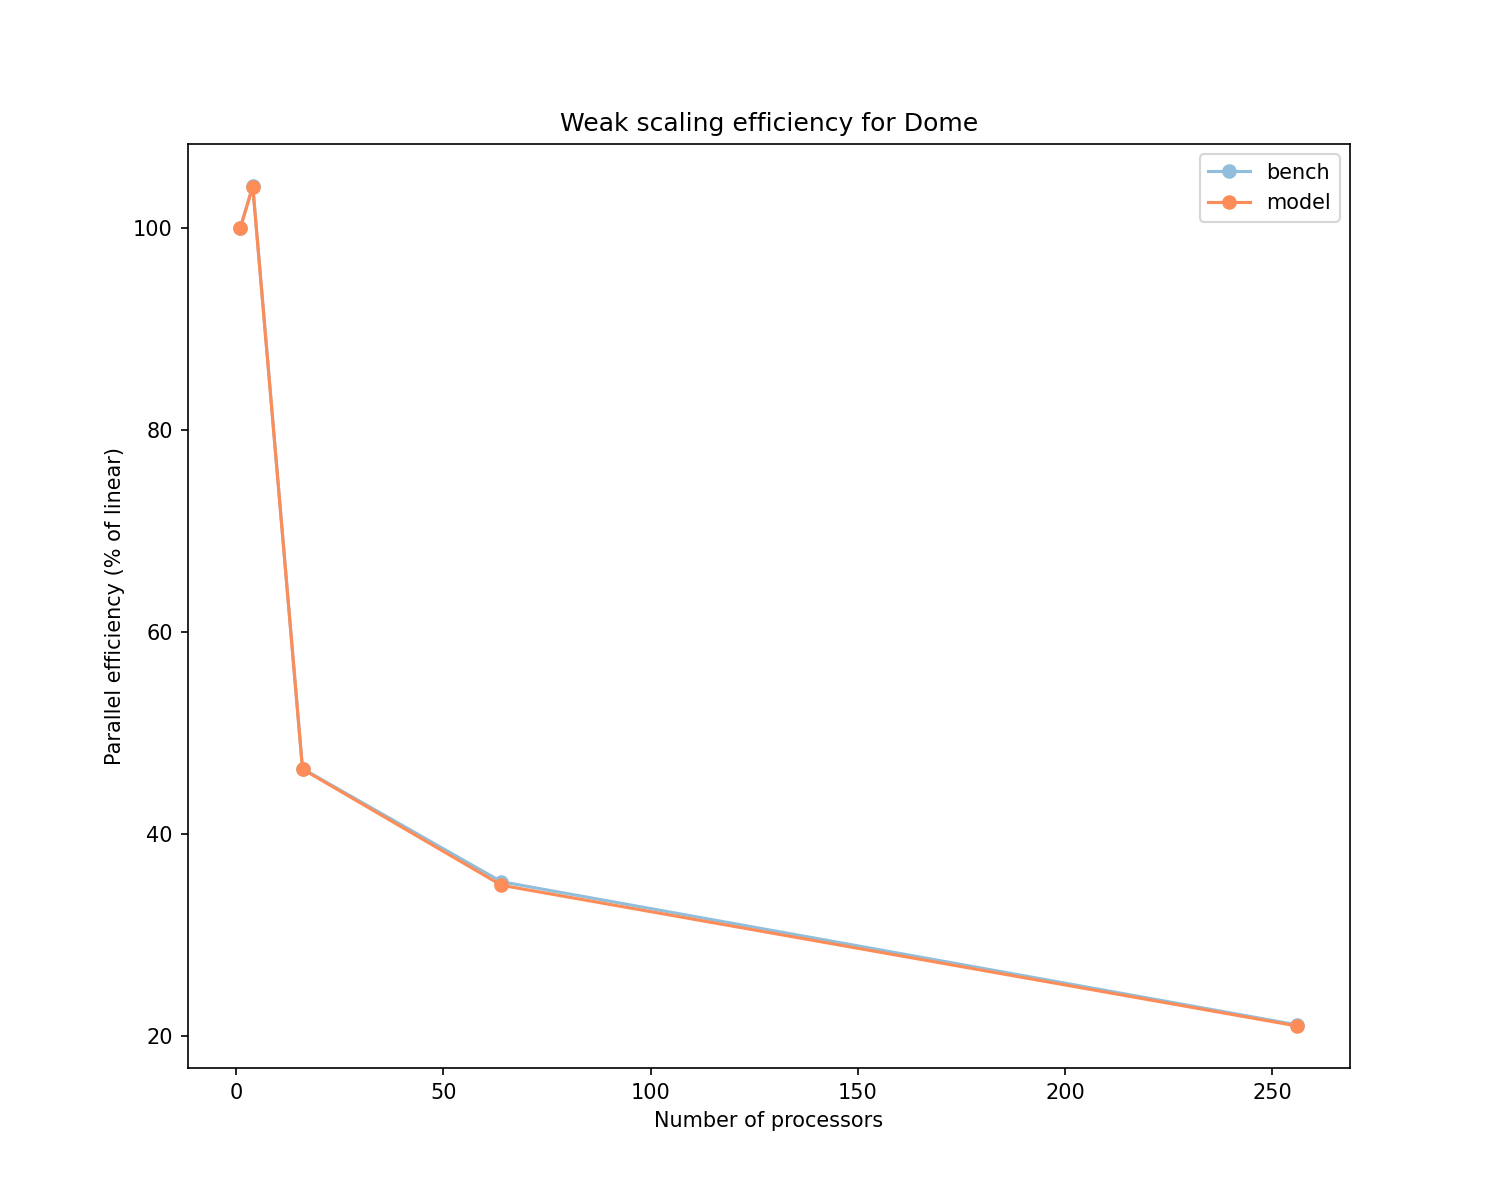 Weak scaling efficiency for Dome
bench
model
Parallel efficiency (% of linear)
100
80
60
40
20
0 50 100 150 200 250
Number of processors